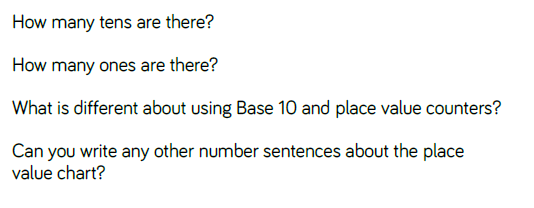 How many tens are there?
How many ones are there?
What is different about using Base 10 and place value counters?
Can you write any other number sentences about the place
value chart?